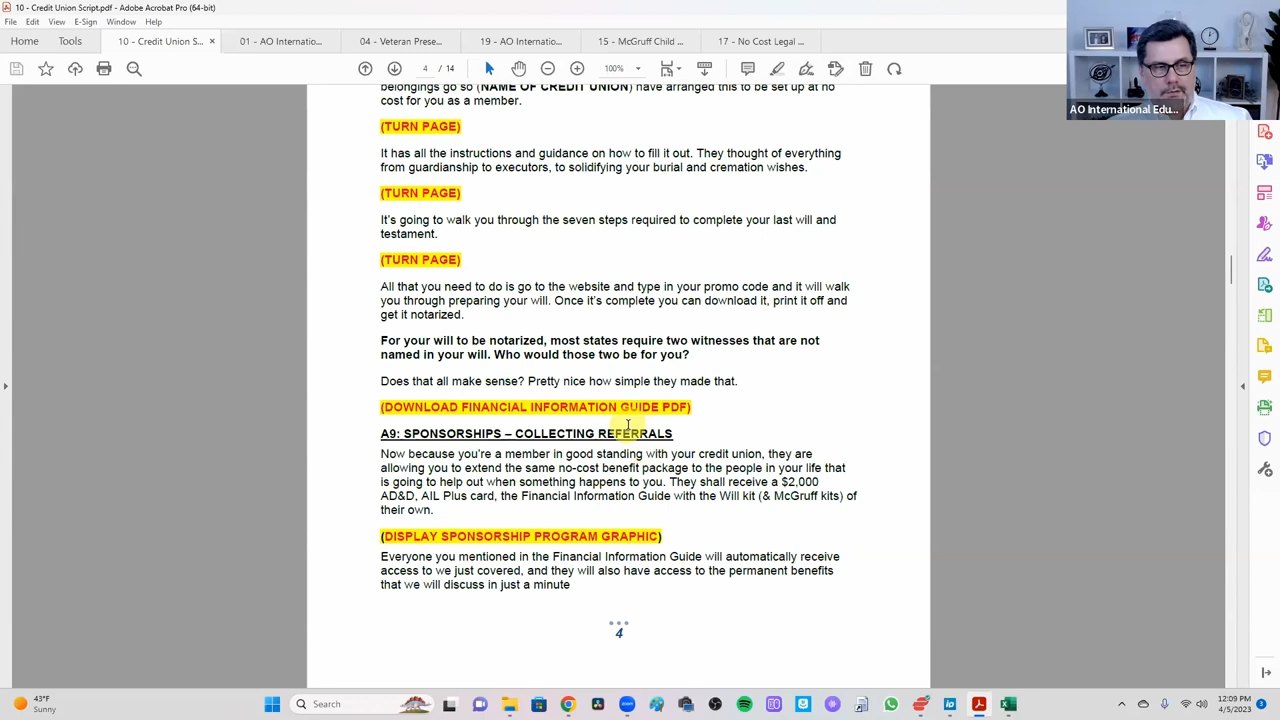 10 - Credit Union Script.pdf - Adobe Acrobat Pro (64-bit)
File Edit View E-Sign Window Help
Home Tools 10 - Credit Union S... × 01 - AO Internatio... 04 - Veteran Prese... 19 - AO Internatio... 15 - McGruff Child ... 17 - No Cost Legal ...
4 / 14 100%
AO International Edu...
belongings go so (NAME OF CREDIT UNION) have arranged this to be set up at no
cost for you as a member.
(TURN PAGE)
It has all the instructions and guidance on how to fill it out. They thought of everything
from guardianship to executors, to solidifying your burial and cremation wishes.
(TURN PAGE)
It's going to walk you through the seven steps required to complete your last will and
testament.
(TURN PAGE)
All that you need to do is go to the website and type in your promo code and it will walk
you through preparing your will. Once it's complete you can download it, print it off and
get it notarized.
For your will to be notarized, most states require two witnesses that are not
named in your will. Who would those two be for you?
Does that all make sense? Pretty nice how simple they made that.
(DOWNLOAD FINANCIAL INFORMATION GUIDE PDF)
A9: SPONSORSHIPS – COLLECTING REFERRALS
Now because you're a member in good standing with your credit union, they are
allowing you to extend the same no-cost benefit package to the people in your life that
is going to help out when something happens to you. They shall receive a $2,000
AD&D, AIL Plus card, the Financial Information Guide with the Will kit (& McGruff kits) of
their own.
(DISPLAY SPONSORSHIP PROGRAM GRAPHIC)
Everyone you mentioned in the Financial Information Guide will automatically receive
access to we just covered, and they will also have access to the permanent benefits
that we will discuss in just a minute
4
43°F
Sunny
Search
12:09 PM
4/5/2023